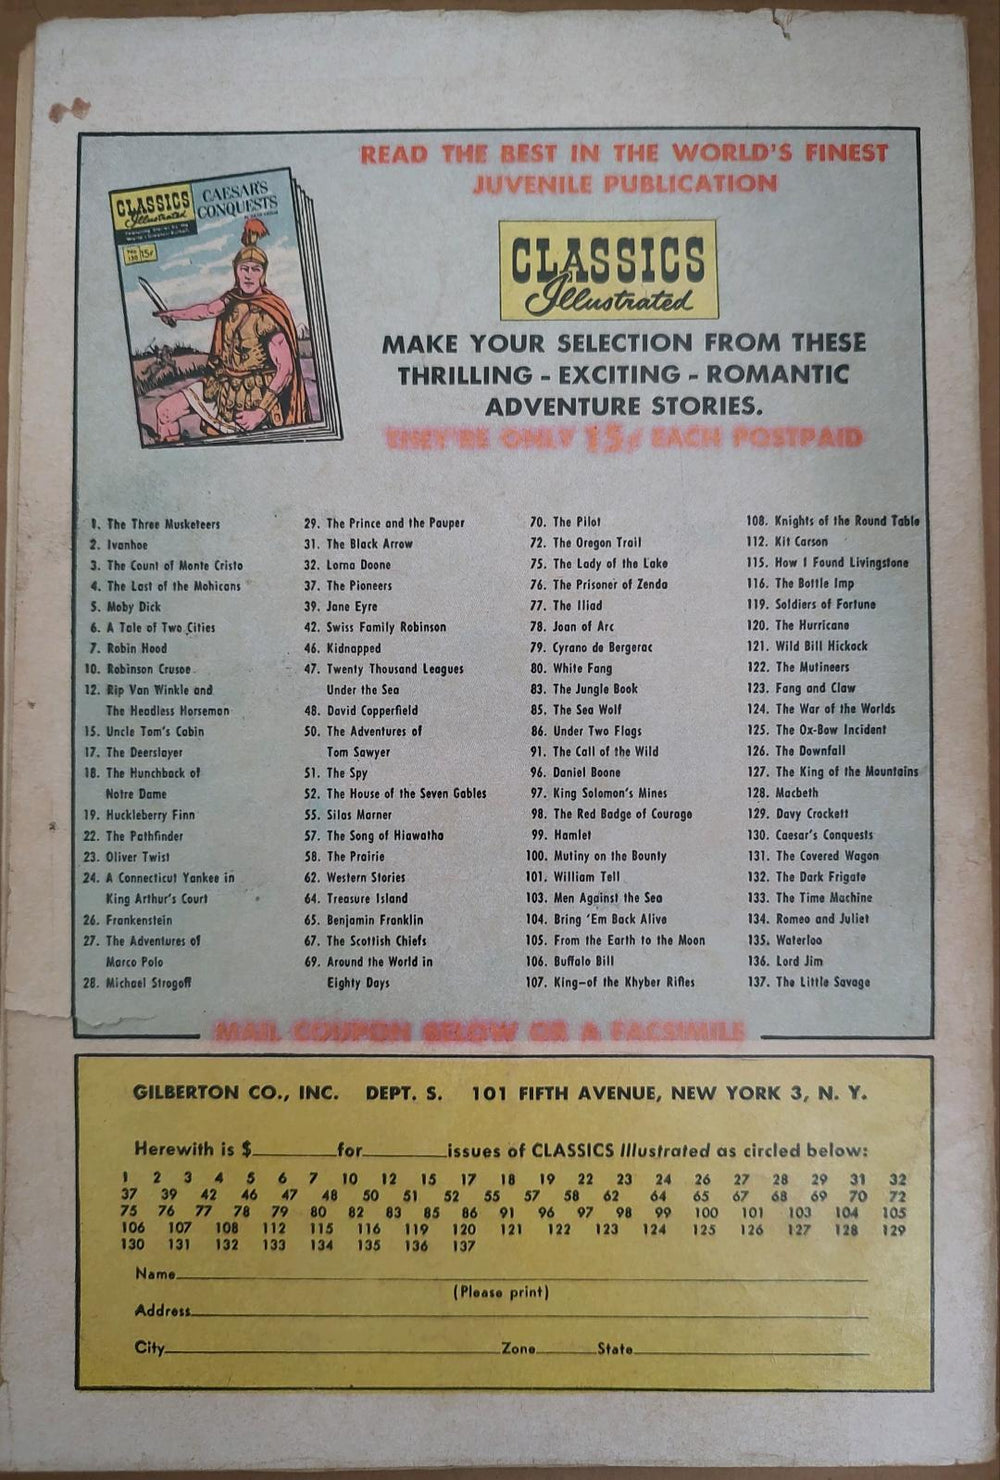 READ THE BEST IN THE WORLD'S FINEST
JUVENILE PUBLICATION
CLASSICS
Illustrated
CAESAR'S
CONQUESTS
No.
130
15¢
CLASSICS
Illustrated
MAKE YOUR SELECTION FROM THESE
THRILLING - EXCITING - ROMANTIC
ADVENTURE STORIES.
THEY'RE ONLY 15¢ EACH POSTPAID
1. The Three Musketeers
2. Ivanhoe
3. The Count of Monte Cristo
4. The Last of the Mohicans
5. Moby Dick
6. A Tale of Two Cities
7. Robin Hood
10. Robinson Crusoe
12. Rip Van Winkle and
The Headless Horseman
15. Uncle Tom's Cabin
17. The Deerslayer
18. The Hunchback of
Notre Dame
19. Huckleberry Finn
22. The Pathfinder
23. Oliver Twist
24. A Connecticut Yankee in
King Arthur's Court
26. Frankenstein
27. The Adventures of
Marco Polo
28. Michael Strogoff
29. The Prince and the Pauper
31. The Black Arrow
32. Lorna Doone
37. The Pioneers
39. Jane Eyre
42. Swiss Family Robinson
46. Kidnapped
47. Twenty Thousand Leagues
Under the Sea
48. David Copperfield
50. The Adventures of
Tom Sawyer
51. The Spy
52. The House of the Seven Gables
55. Silas Marner
57. The Song of Hiawatha
58. The Prairie
62. Western Stories
64. Treasure Island
65. Benjamin Franklin
67. The Scottish Chiefs
69. Around the World in
Eighty Days
70. The Pilot
72. The Oregon Trail
75. The Lady of the Lake
76. The Prisoner of Zenda
77. The Iliad
78. Joan of Arc
79. Cyrano de Bergerac
80. White Fang
83. The Jungle Book
85. The Sea Wolf
86. Under Two Flags
91. The Call of the Wild
96. Daniel Boone
97. King Solomon's Mines
98. The Red Badge of Courage
99. Hamlet
100. Mutiny on the Bounty
101. William Tell
103. Men Against the Sea
104. Bring 'Em Back Alive
105. From the Earth to the Moon
106. Buffalo Bill
107. King—of the Khyber Rifles
108. Knights of the Round Table
112. Kit Carson
115. How I Found Livingstone
116. The Bottle Imp
119. Soldiers of Fortune
120. The Hurricane
121. Wild Bill Hickock
122. The Mutineers
123. Fang and Claw
124. The War of the Worlds
125. The Ox-Bow Incident
126. The Downfall
127. The King of the Mountains
128. Macbeth
129. Davy Crockett
130. Caesar's Conquests
131. The Covered Wagon
132. The Dark Frigate
133. The Time Machine
134. Romeo and Juliet
135. Waterloo
136. Lord Jim
137. The Little Savage
MAIL COUPON BELOW OR A FACSIMILE
GILBERTON CO., INC. DEPT. S. 101 FIFTH AVENUE, NEW YORK 3, N. Y.
Herewith is $________for________issues of CLASSICS Illustrated as circled below:
1 2 3 4 5 6 7 10 12 15 17 18 19 22 23 24 26 27 28 29 31 32
37 39 42 46 47 48 50 51 52 55 57 58 62 64 65 67 68 69 70 72
75 76 77 78 79 80 82 83 85 86 91 96 97 98 99 100 101 103 104 105
106 107 108 112 115 116 119 120 121 122 123 124 125 126 127 128 129
130 131 132 133 134 135 136 137
Name
(Please print)
Address
City Zone State